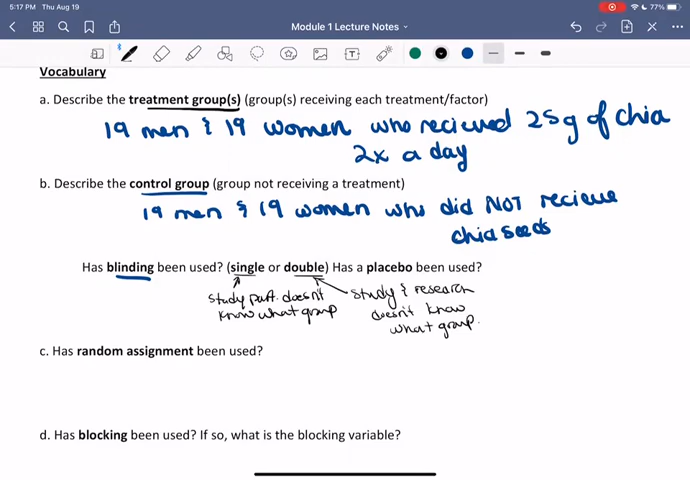 5:17 PM Thu Aug 19
77%
Module 1 Lecture Notes
Vocabulary
a. Describe the treatment group(s) (group(s) receiving each treatment/factor)
19 men & 19 women who recieved 25g of chia
2x a day
b. Describe the control group (group not receiving a treatment)
19 men & 19 women who did NOT recieve
chia seeds
Has blinding been used? (single or double) Has a placebo been used?
study part. doesn't
know what group
study & research
doesn't know
what group.
c. Has random assignment been used?
d. Has blocking been used? If so, what is the blocking variable?